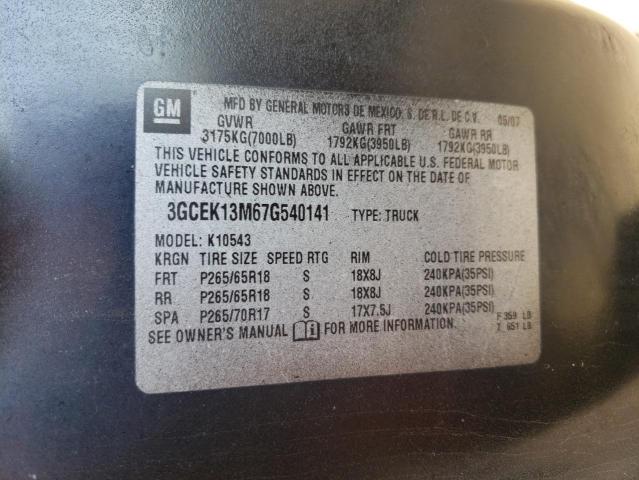 GM MFD BY GENERAL MOTORS DE MEXICO, S. DE R.L. DE C.V. 05/07
GVWR GAWR FRT GAWR RR
3175KG(7000LB) 1792KG(3950LB) 1792KG(3950LB)
THIS VEHICLE CONFORMS TO ALL APPLICABLE U.S. FEDERAL MOTOR
VEHICLE SAFETY STANDARDS IN EFFECT ON THE DATE OF
MANUFACTURE SHOWN ABOVE.
3GCEK13M67G540141 TYPE: TRUCK
MODEL: K10543
KRGN TIRE SIZE SPEED RTG RIM COLD TIRE PRESSURE
FRT P265/65R18 S 18X8J 240KPA(35PSI)
RR P265/65R18 S 18X8J 240KPA(35PSI)
SPA P265/70R17 S 17X7.5J 240KPA(35PSI)
F 359 LB
SEE OWNER'S MANUAL FOR MORE INFORMATION. 651 LB